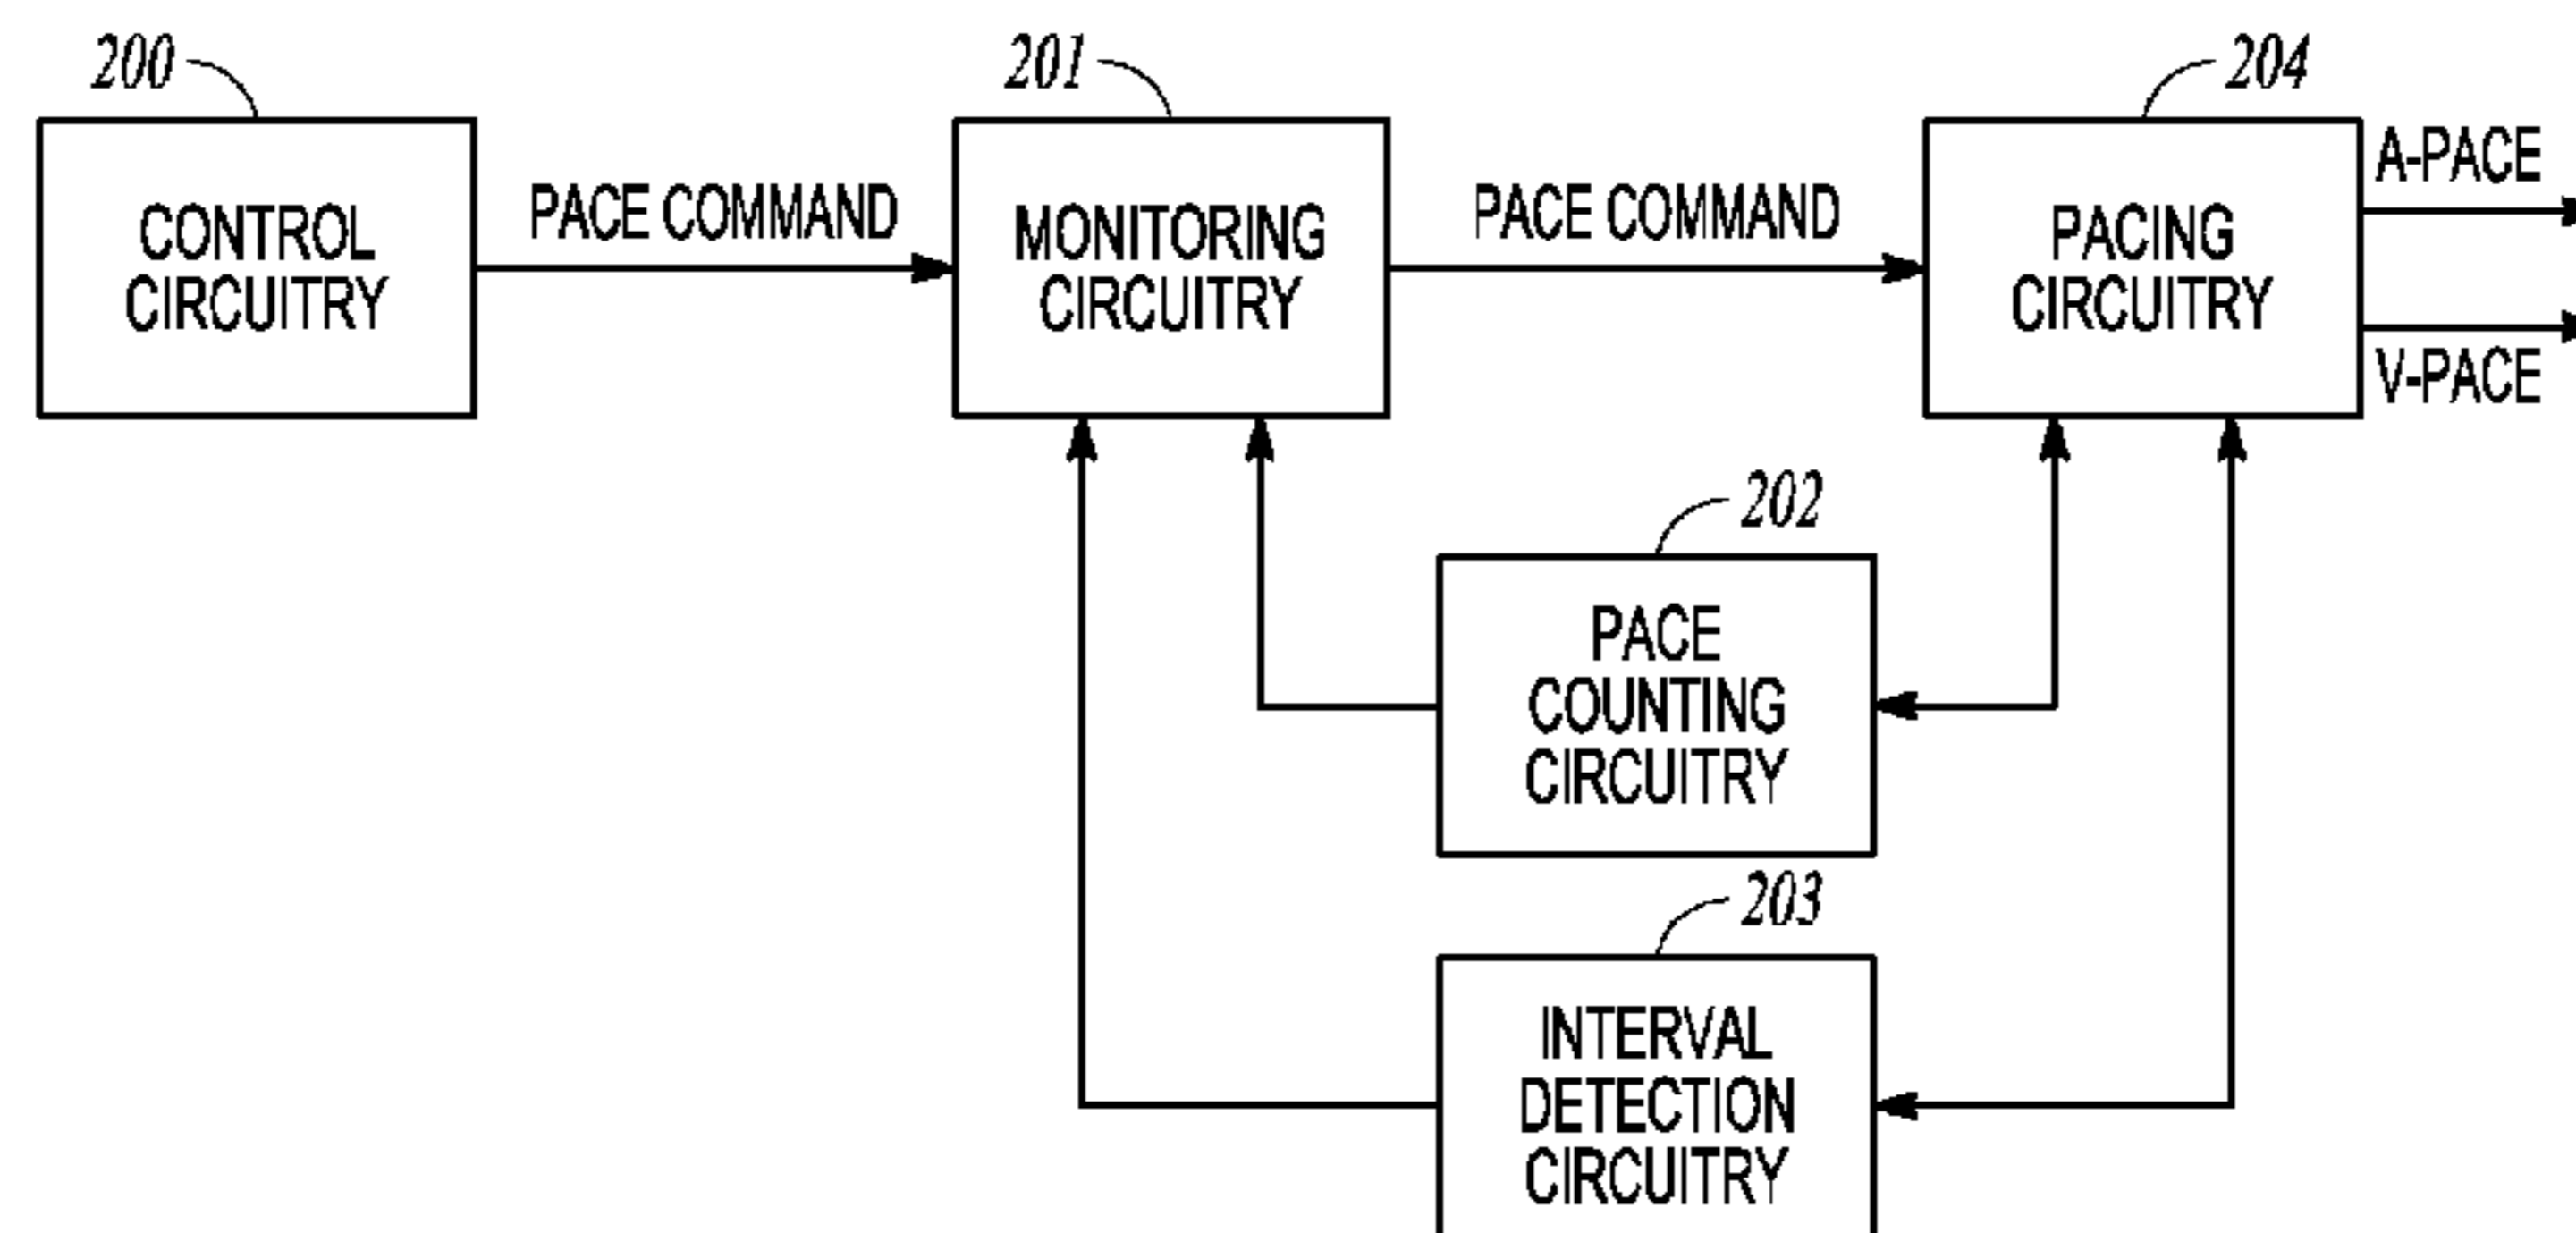 200
201
204
CONTROL
CIRCUITRY
PACE COMMAND
MONITORING
CIRCUITRY
PACE COMMAND
PACING
CIRCUITRY
A-PACE
V-PACE
202
PACE
COUNTING
CIRCUITRY
203
INTERVAL
DETECTION
CIRCUITRY